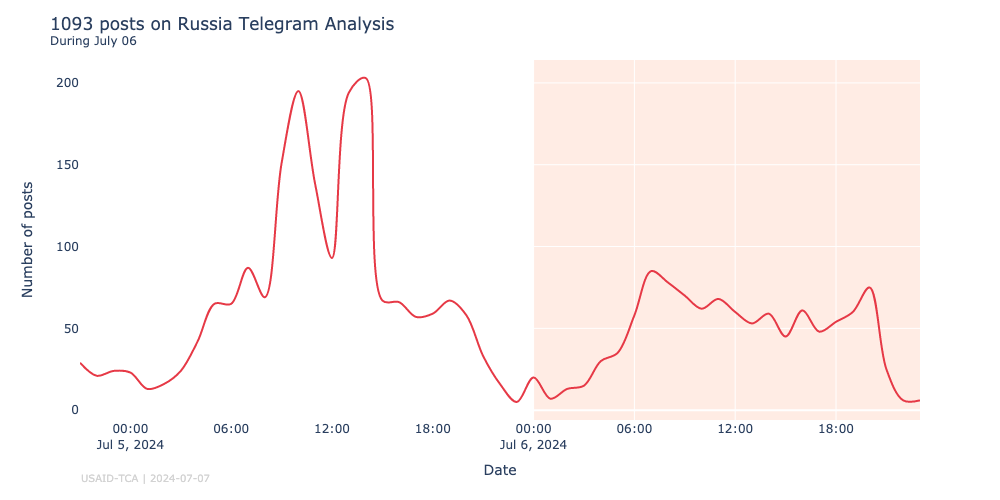 1093 posts on Russia Telegram Analysis
During July 06
Number of posts
200
150
100
50
0
00:00 06:00 12:00 18:00 00:00 06:00 12:00 18:00
Jul 5, 2024 Jul 6, 2024
Date
USAID-TCA | 2024-07-07